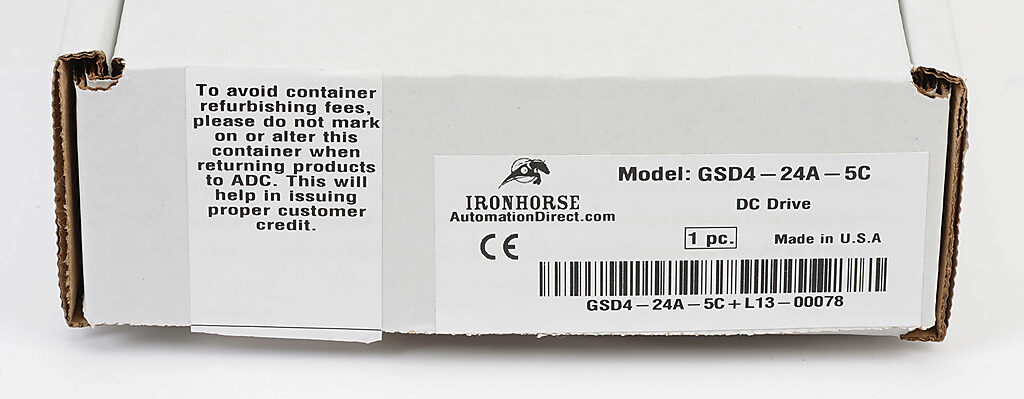 To avoid container
refurbishing fees,
please do not mark
on or alter this
container when
returning products
to ADC. This will
help in issuing
proper customer
credit.
IRONHORSE
AutomationDirect.com
CE
Model: GSD4-24A-5C
DC Drive
1 pc.
Made in U.S.A
GSD4-24A-5C+L13-00078